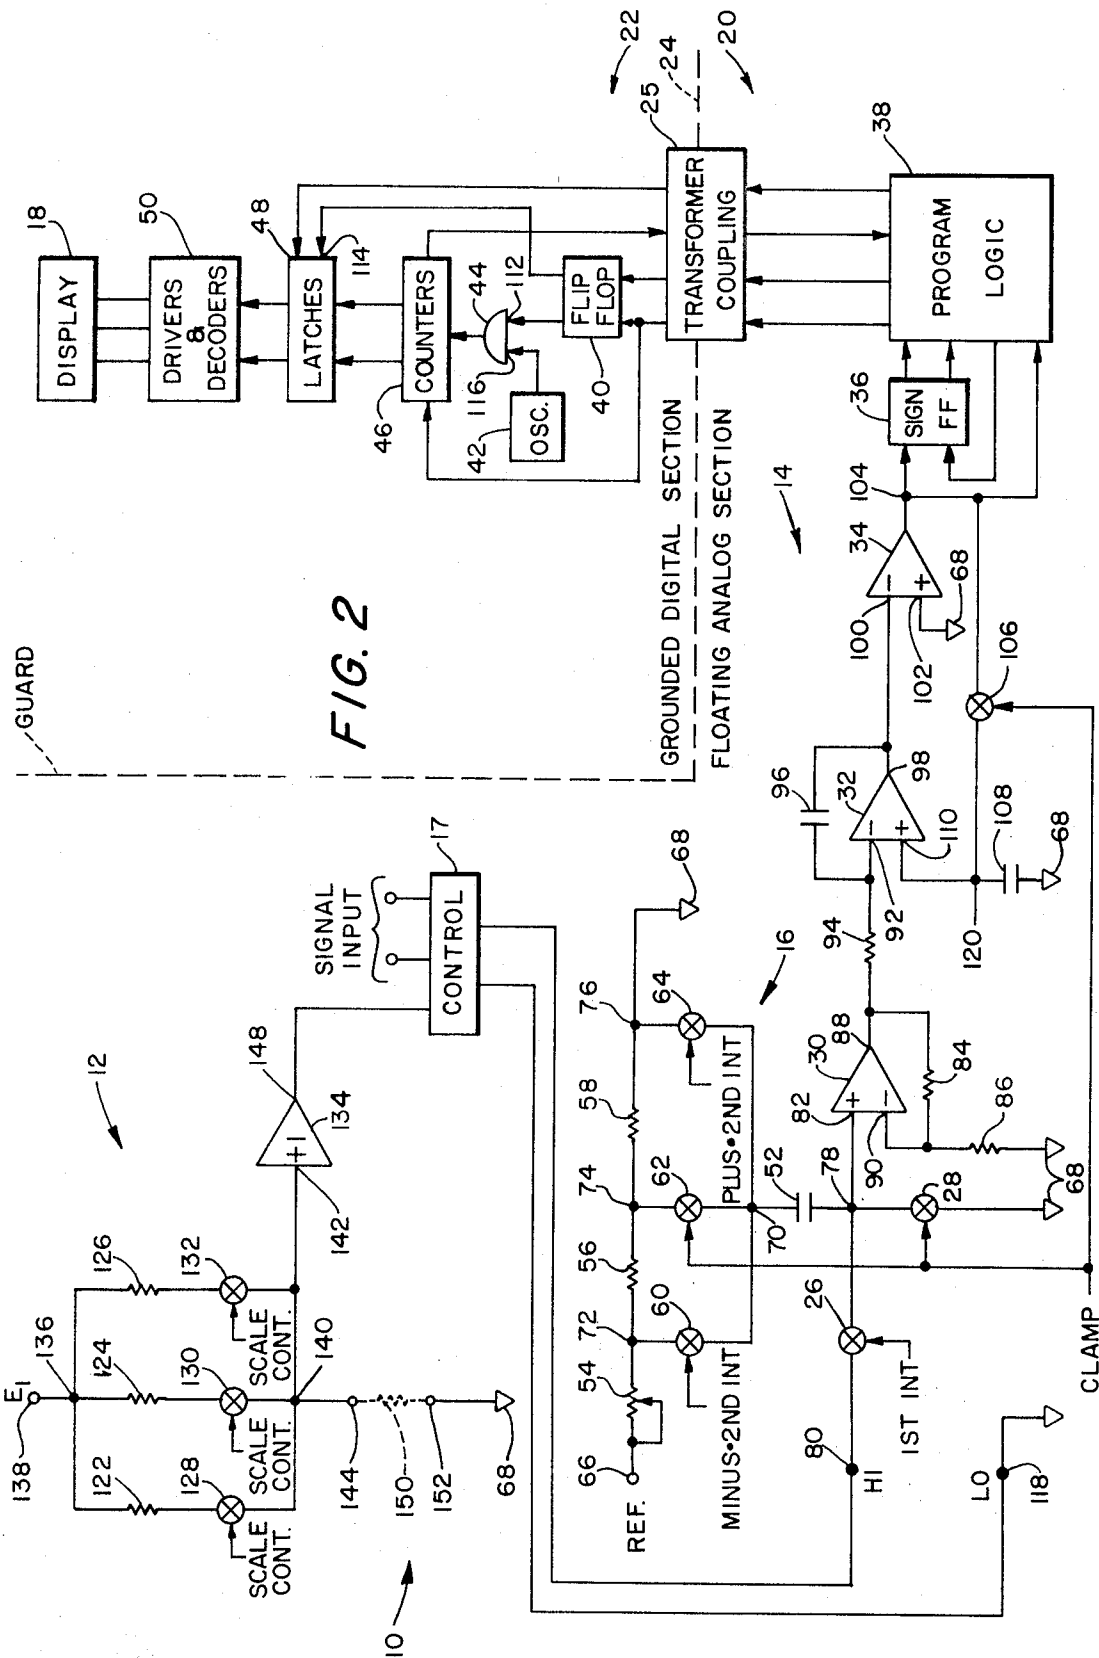 FIG. 2
GUARD
10
12
E1
138
136
122
124
126
128
130
132
SCALE
CONT.
SCALE
CONT.
SCALE
CONT.
140
142
+1
134
148
144
150
152
68
SIGNAL
INPUT
CONTROL
17
DISPLAY
18
DRIVERS
&
DECODERS
50
LATCHES
48
114
COUNTERS
46
44
112
116
OSC.
42
FLIP
FLOP
40
22
25
24
20
TRANSFORMER
COUPLING
GROUNDED DIGITAL SECTION
FLOATING ANALOG SECTION
PROGRAM
LOGIC
38
SIGN
FF
36
14
104
34
−
+
100
102
68
106
96
32
−
+
98
92
110
94
108
68
120
16
REF.
66
54
72
56
74
58
76
68
60
62
64
MINUS•2ND INT
PLUS•2ND INT
70
52
78
82
30
+
−
88
90
84
86
28
68
26
1ST INT
80
HI
LO
118
CLAMP